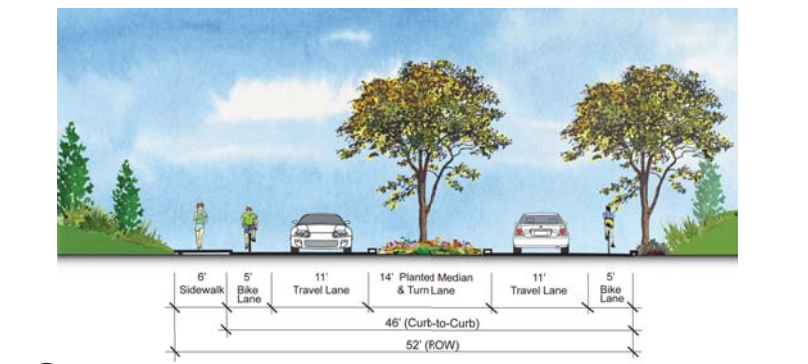 6'
Sidewalk
5'
Bike
Lane
11'
Travel Lane
14' Planted Median
& Turn Lane
11'
Travel Lane
5'
Bike
Lane
46' (Curb-to-Curb)
52' (ROW)